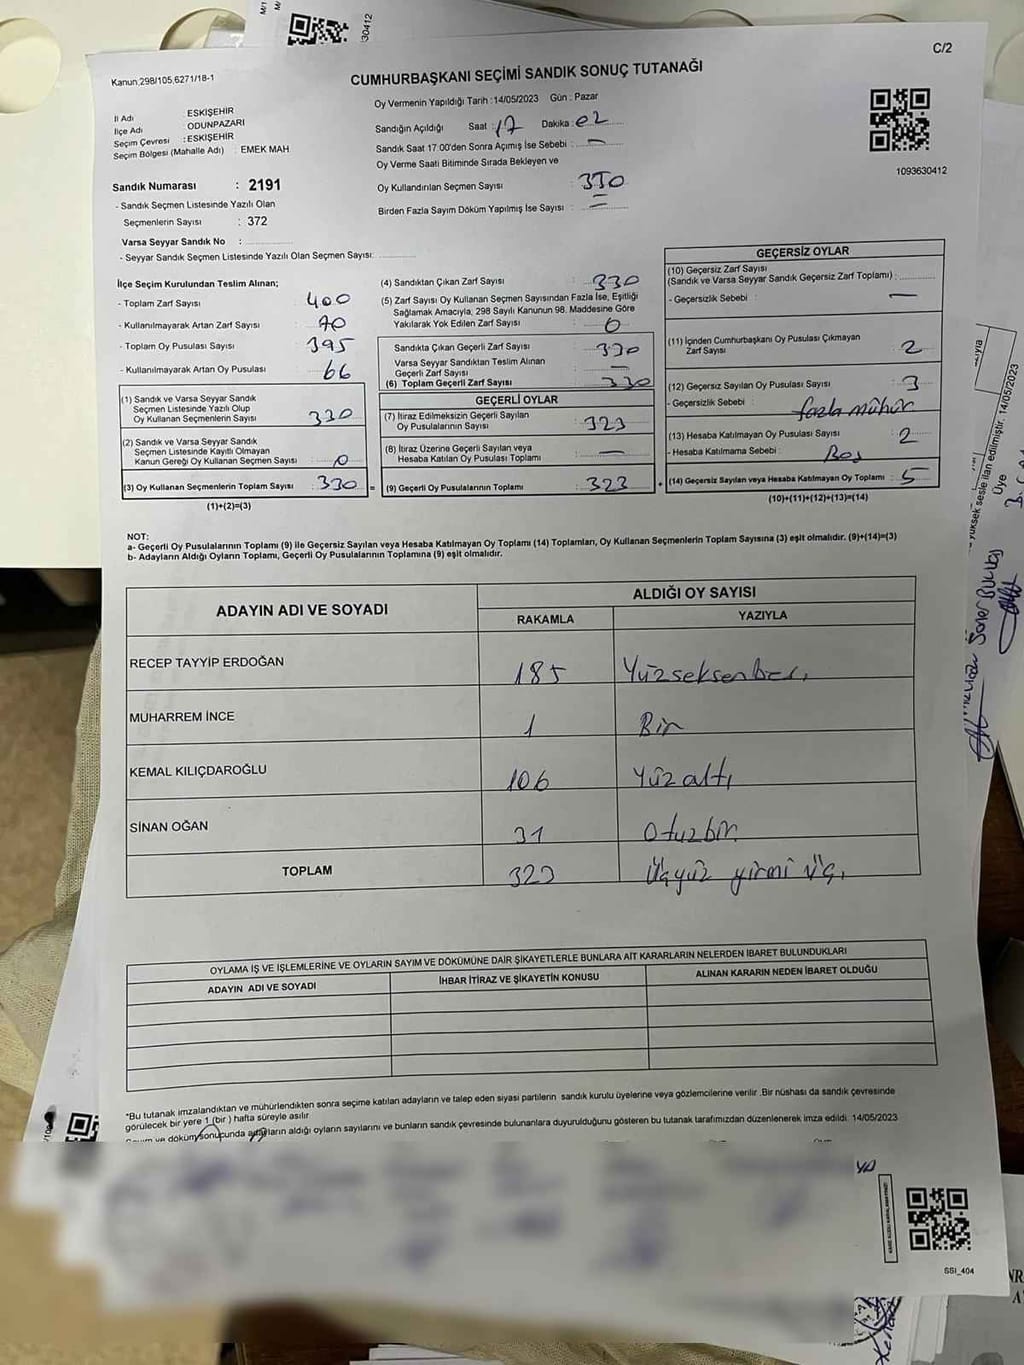 30412
C/2
Kanun,298/105,6271/18-1
CUMHURBAŞKANI SEÇİMİ SANDIK SONUÇ TUTANAĞI
İl Adı : ESKİŞEHİR
İlçe Adı ODUNPAZARI
Seçim Çevresi : ESKİŞEHİR
Seçim Bölgesi (Mahalle Adı) : EMEK MAH.
Oy Vermenin Yapıldığı Tarih :14/05/2023 Gün : Pazar
Sandığın Açıldığı Saat : 17 Dakika : 02
Sandık Saat 17.00'den Sonra Açımış İse Sebebi : —
Oy Verme Saati Bitiminde Sırada Bekleyen ve
Oy Kullandırılan Seçmen Sayısı : 330
Birden Fazla Sayım Döküm Yapılmış İse Sayısı : —
1093630412
Sandık Numarası : 2191
- Sandık Seçmen Listesinde Yazılı Olan
Seçmenlerin Sayısı : 372
Varsa Seyyar Sandık No :
- Seyyar Sandık Seçmen Listesinde Yazılı Olan Seçmen Sayısı:
İlçe Seçim Kurulundan Teslim Alınan;
- Toplam Zarf Sayısı : 400
- Kullanılmayarak Artan Zarf Sayısı : 70
- Toplam Oy Pusulası Sayısı : 395
- Kullanılmayarak Artan Oy Pusulası : 66
(1) Sandık ve Varsa Seyyar Sandık
Seçmen Listesinde Yazılı Olup
Oy Kullanan Seçmenlerin Sayısı : 330
(2) Sandık ve Varsa Seyyar Sandık
Seçmen Listesinde Kayıtlı Olmayan
Kanun Gereği Oy Kullanan Seçmen Sayısı : 0
(3) Oy Kullanan Seçmenlerin Toplam Sayısı : 330 =
(1)+(2)=(3)
(4) Sandıktan Çıkan Zarf Sayısı : 330
(5) Zarf Sayısı Oy Kullanan Seçmen Sayısından Fazla İse, Eşitliği
Sağlamak Amacıyla, 298 Sayılı Kanunun 98. Maddesine Göre
Yakılarak Yok Edilen Zarf Sayısı : 0
Sandıkta Çıkan Geçerli Zarf Sayısı : 330
Varsa Seyyar Sandıktan Teslim Alınan
Geçerli Zarf Sayısı : —
(6) Toplam Geçerli Zarf Sayısı : 330
GEÇERLİ OYLAR
(7) İtiraz Edilmeksizin Geçerli Sayılan
Oy Pusulalarının Sayısı : 323
(8) İtiraz Üzerine Geçerli Sayılan veya
Hesaba Katılan Oy Pusulası Toplamı : —
(9) Geçerli Oy Pusulalarının Toplamı : 323 +
GEÇERSİZ OYLAR
(10) Geçersiz Zarf Sayısı
(Sandık ve Varsa Seyyar Sandık Geçersiz Zarf Toplamı) :
- Geçersizlik Sebebi : —
(11) İçinden Cumhurbaşkanı Oy Pusulası Çıkmayan
Zarf Sayısı : 2
(12) Geçersiz Sayılan Oy Pusulası Sayısı : 3
- Geçersizlik Sebebi : fazla mühür
(13) Hesaba Katılmayan Oy Pusulası Sayısı : 2
- Hesaba Katılmama Sebebi : Boş
(14) Geçersiz Sayılan veya Hesaba Katılmayan Oy Toplamı : 5
(10)+(11)+(12)+(13)=(14)
NOT:
a- Geçerli Oy Pusulalarının Toplamı (9) ile Geçersiz Sayılan veya Hesaba Katılmayan Oy Toplamı (14) Toplamları, Oy Kullanan Seçmenlerin Toplam Sayısına (3) eşit olmalıdır. (9)+(14)=(3)
b- Adayların Aldığı Oyların Toplamı, Geçerli Oy Pusulalarının Toplamına (9) eşit olmalıdır.
ADAYIN ADI VE SOYADI ALDIĞI OY SAYISI
RAKAMLA YAZIYLA
RECEP TAYYİP ERDOĞAN 185 Yüzseksenbeş
MUHARREM İNCE 1 Bir
KEMAL KILIÇDAROĞLU 106 Yüzaltı
SİNAN OĞAN 31 Otuzbir
TOPLAM 323 Üçyüz yirmi üç
OYLAMA İŞ VE İŞLEMLERİNE VE OYLARIN SAYIM VE DÖKÜMÜNE DAİR ŞİKAYETLERLE BUNLARA AİT KARARLARIN NELERDEN İBARET BULUNDUKLARI
ADAYIN ADI VE SOYADI İHBAR İTİRAZ VE ŞİKAYETİN KONUSU ALINAN KARARIN NEDEN İBARET OLDUĞU
*Bu tutanak imzalandıktan ve mühürlendikten sonra seçime katılan adayların ve talep eden siyasi partilerin sandık kurulu üyelerine veya gözlemcilerine verilir .Bir nüshası da sandık çevresinde
görülecek bir yere 1 (bir ) hafta süreyle asılır
ve döküm sonucunda adayların aldığı oyların sayılarını ve bunların sandık çevresinde bulunanlara duyurulduğunu gösteren bu tutanak tarafımızdan düzenlenerek imza edildi. 14/05/2023
SSI_404
yüksek sesle ilan edilmiştir. 14/05/2023
Üye